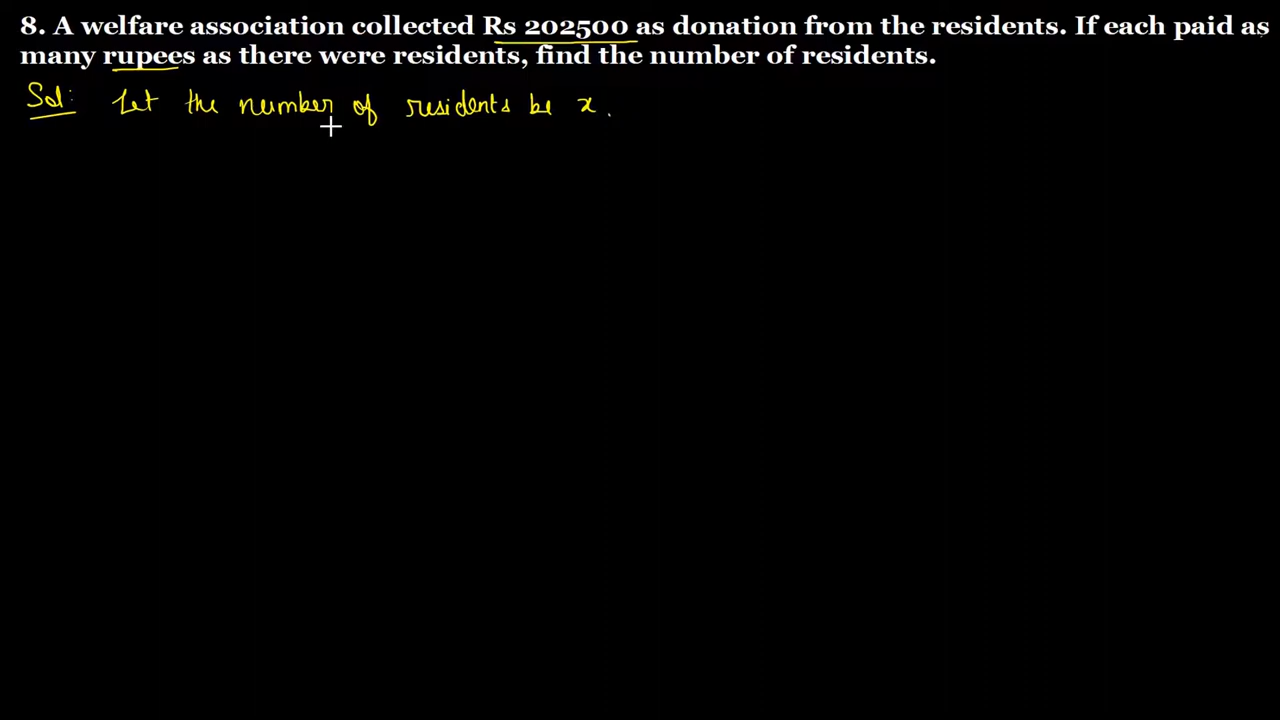 8. A welfare association collected Rs 202500 as donation from the residents. If each paid as
many rupees as there were residents, find the number of residents.
Sol: Let the number of residents be x.